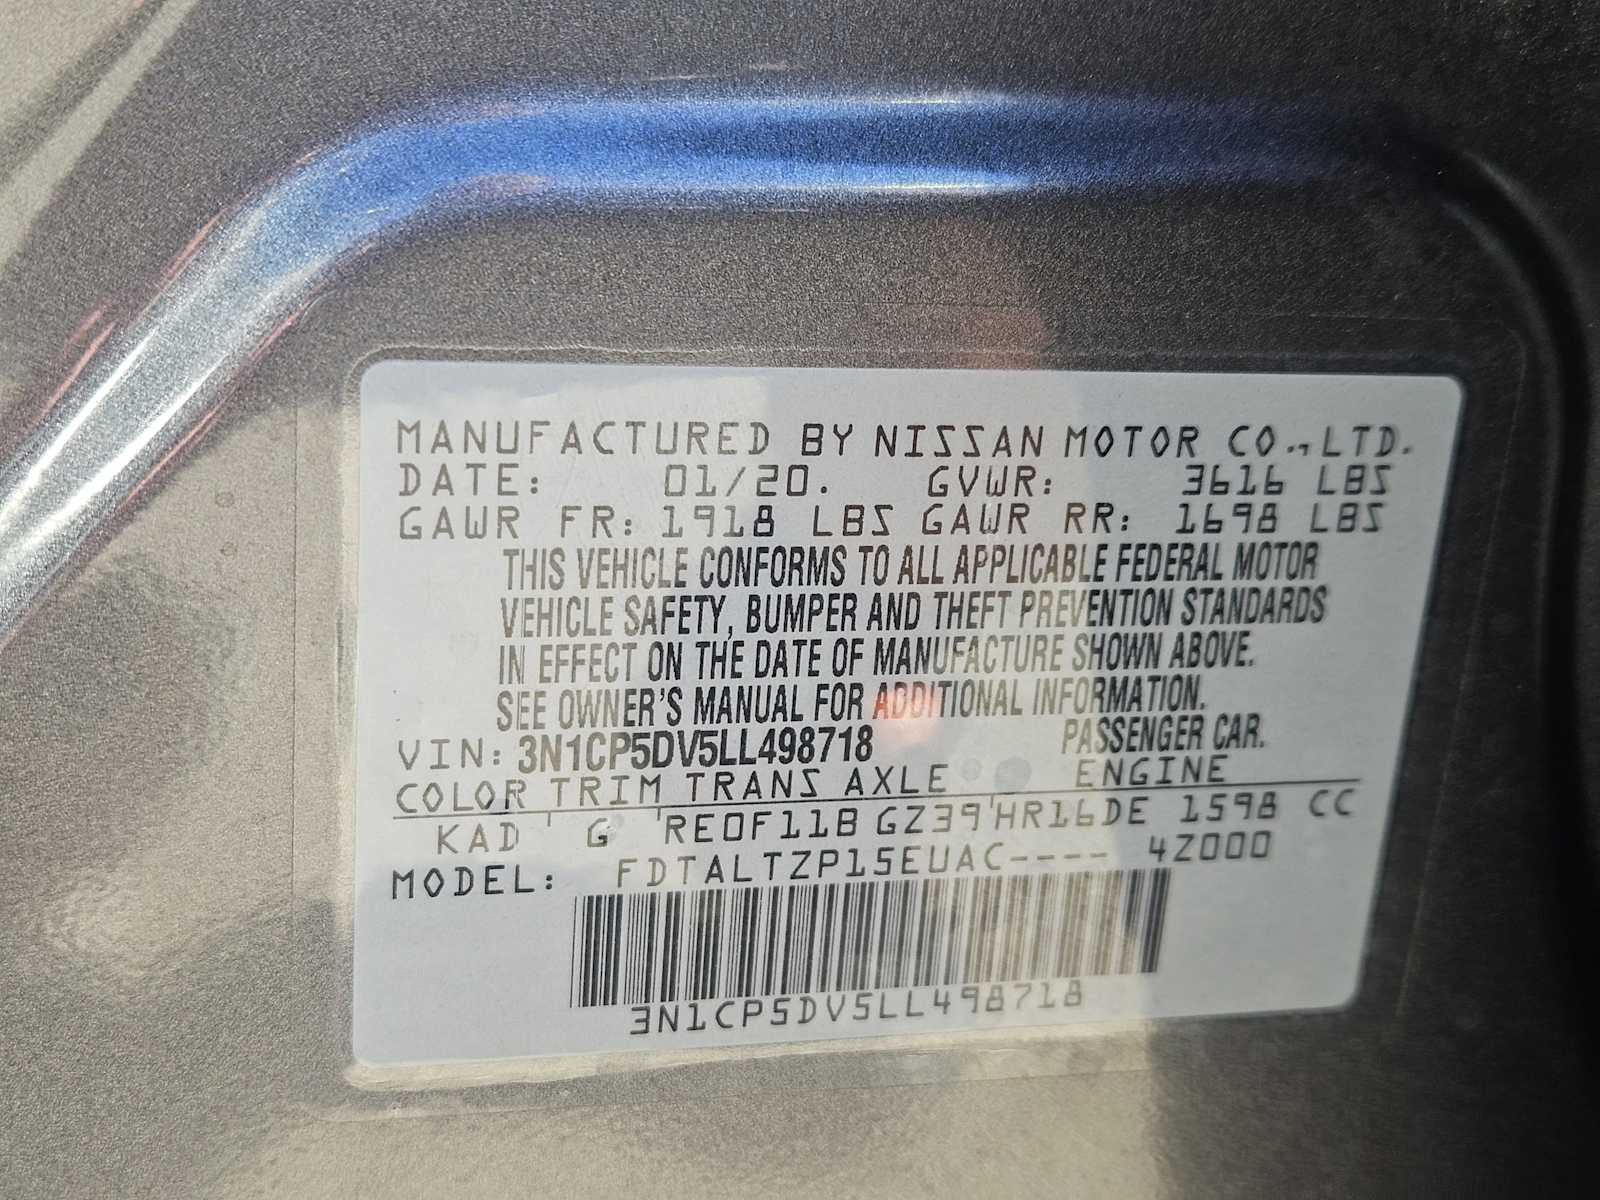 MANUFACTURED BY NISSAN MOTOR CO., LTD.
DATE: 01/20. GVWR: 3616 LBS
GAWR FR: 1918 LBS GAWR RR: 1698 LBS
THIS VEHICLE CONFORMS TO ALL APPLICABLE FEDERAL MOTOR
VEHICLE SAFETY, BUMPER AND THEFT PREVENTION STANDARDS
IN EFFECT ON THE DATE OF MANUFACTURE SHOWN ABOVE.
SEE OWNER'S MANUAL FOR ADDITIONAL INFORMATION.
VIN: 3N1CP5DV5LL498718 PASSENGER CAR.
COLOR TRIM TRANS AXLE ENGINE
KAD G RE0F11B GZ39 HR16DE 1598 CC
MODEL: FDTALTZP15EUAC---- 4Z000
3N1CP5DV5LL498718